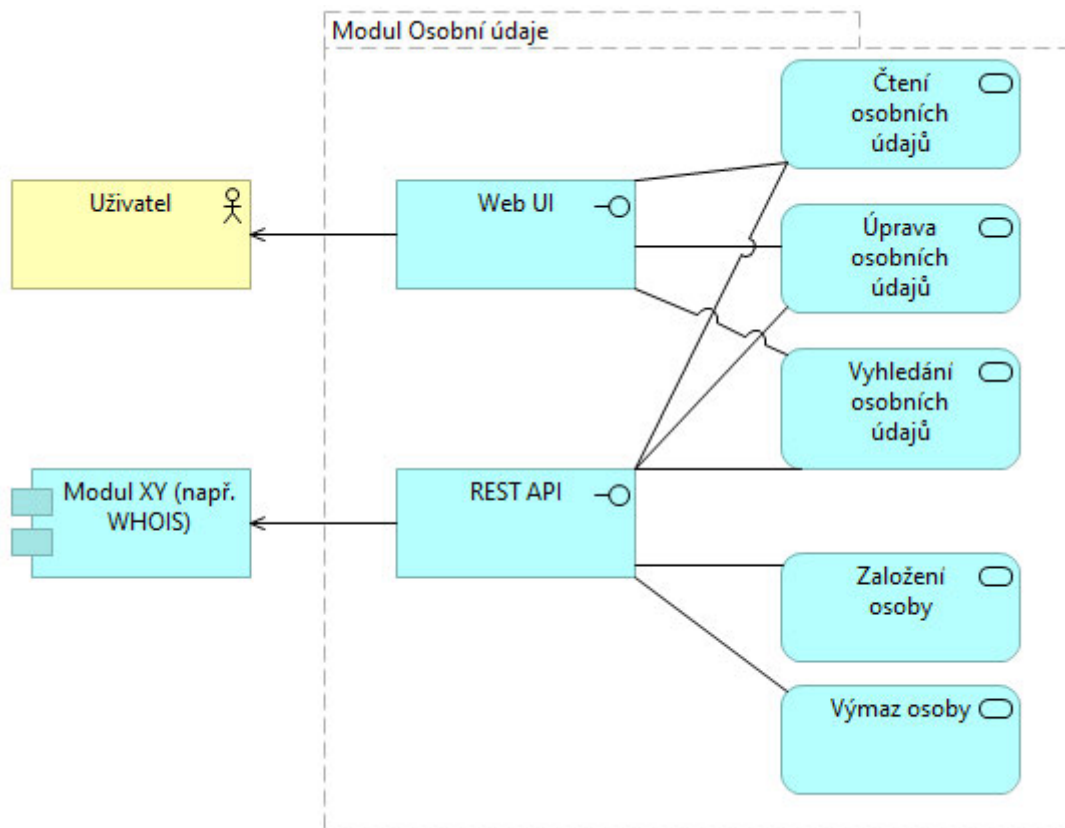 Modul Osobní údaje
Čtení
osobních
údajů
Uživatel
Web UI
Úprava
osobních
údajů
Vyhledání
osobních
údajů
Modul XY (např.
WHOIS)
REST API
Založení
osoby
Výmaz osoby